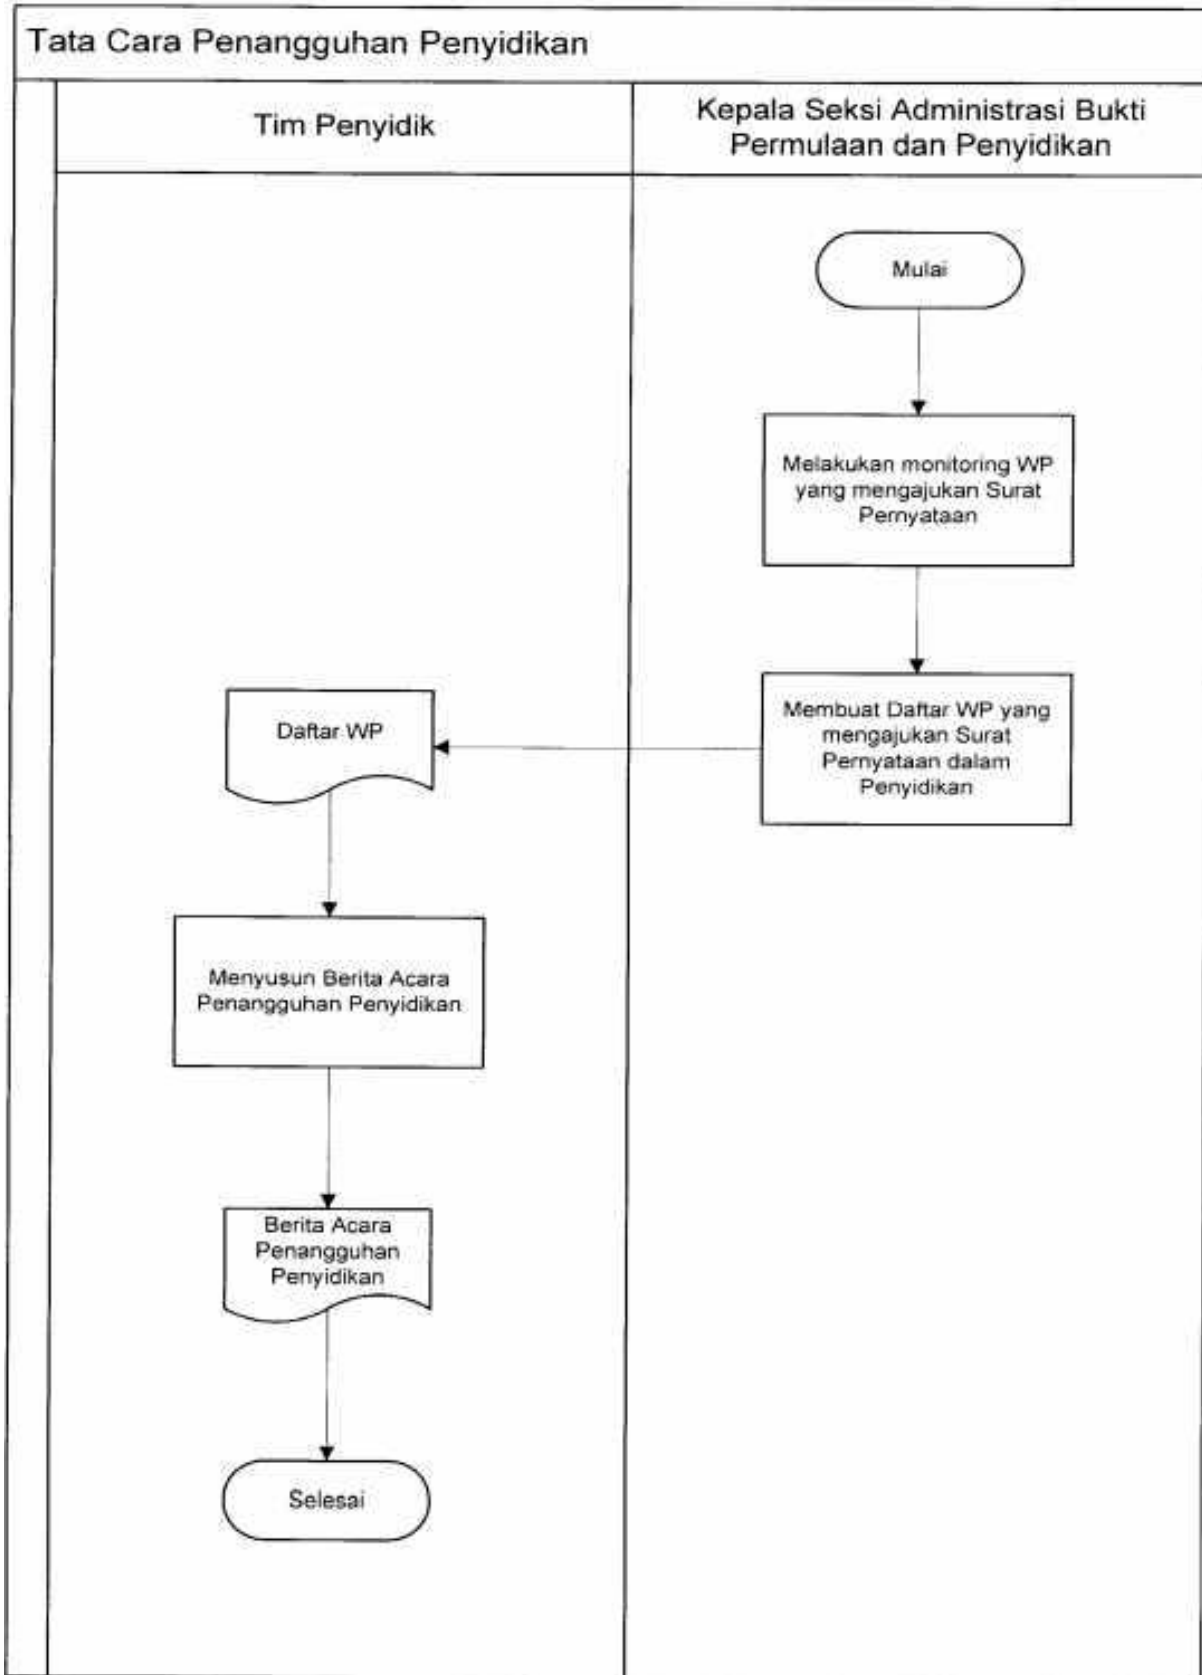 Tata Cara Penangguhan Penyidikan
Tim Penyidik
Kepala Seksi Administrasi Bukti
Permulaan dan Penyidikan
Mulai
Melakukan monitoring WP
yang mengajukan Surat
Pernyataan
Membuat Daftar WP yang
mengajukan Surat
Pernyataan dalam
Penyidikan
Daftar WP
Menyusun Berita Acara
Penangguhan Penyidikan
Berita Acara
Penangguhan
Penyidikan
Selesai